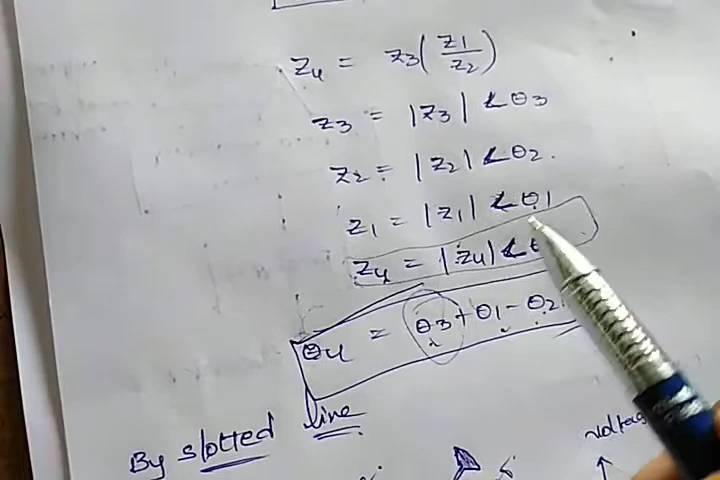 Z4 = Z3(Z1/Z2)
Z3 = |Z3| ∠θ3
Z2 = |Z2| ∠θ2.
Z1 = |Z1| ∠θ1
Z4 = |Z4| ∠θ
θ4 = θ3 + θ1 - θ2
By slotted line